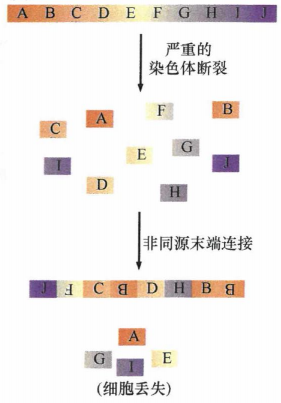 A B C D E F G H I J
严重的
染色体断裂
C A F B
I E G J
D H
非同源末端连接
J F C B D H B B
A
G I E
(细胞丢失)